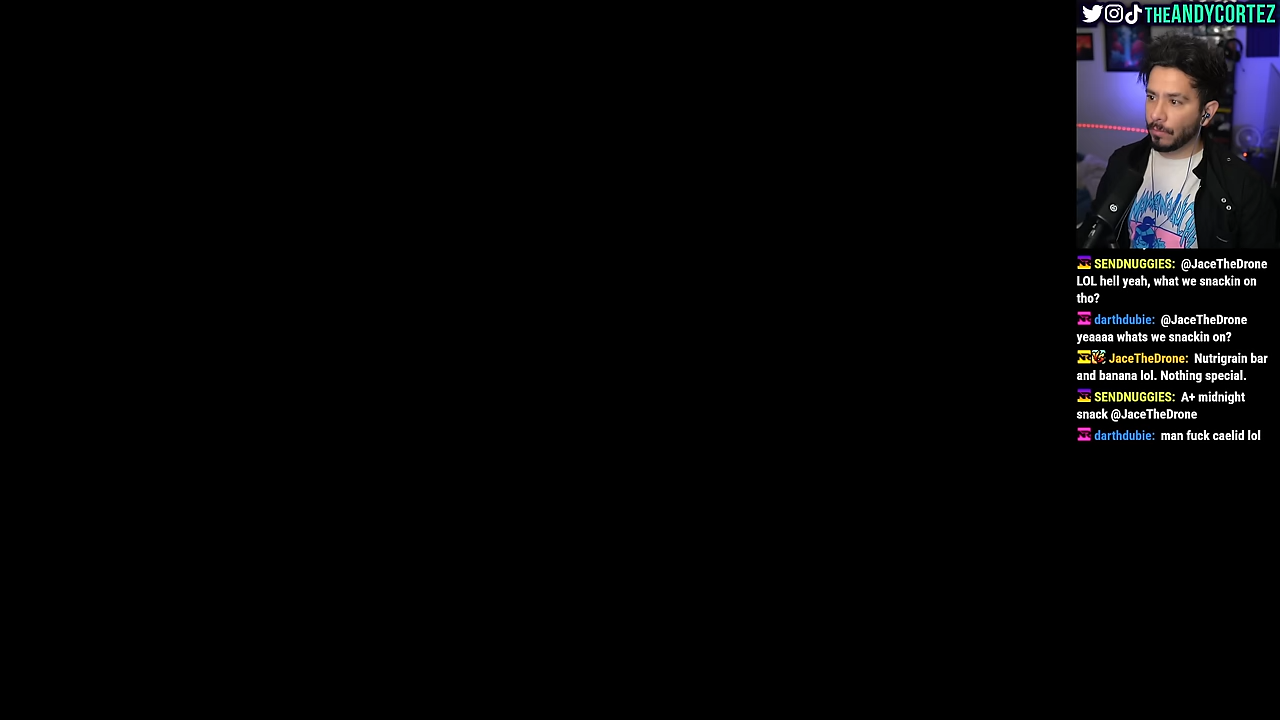 THEANDYCORTEZ
SENDNUGGIES: @JaceTheDrone
LOL hell yeah, what we snackin on
tho?
darthdubie: @JaceTheDrone
yeaaaa whats we snackin on?
JaceTheDrone: Nutrigrain bar
and banana lol. Nothing special.
SENDNUGGIES: A+ midnight
snack @JaceTheDrone
darthdubie: man fuck caelid lol